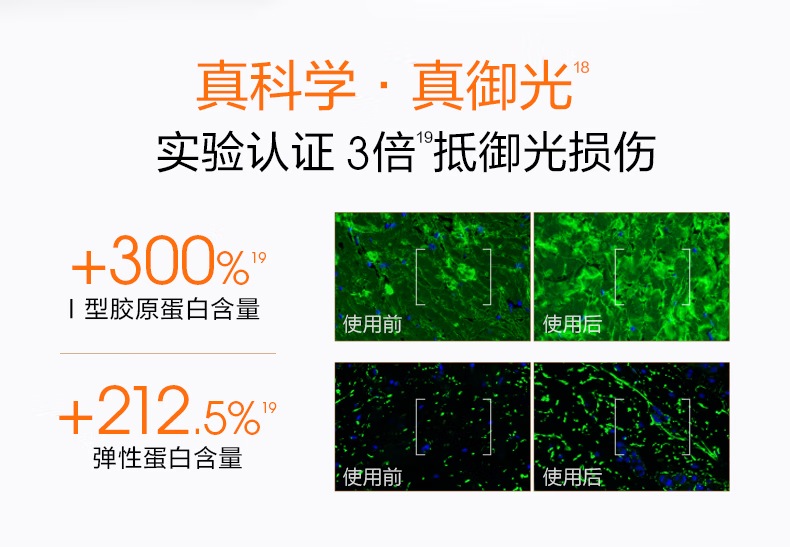 真科学·真御光18
实验认证 3倍19抵御光损伤
+300%19
I 型胶原蛋白含量
使用前
使用后
+212.5%19
弹性蛋白含量
使用前
使用后